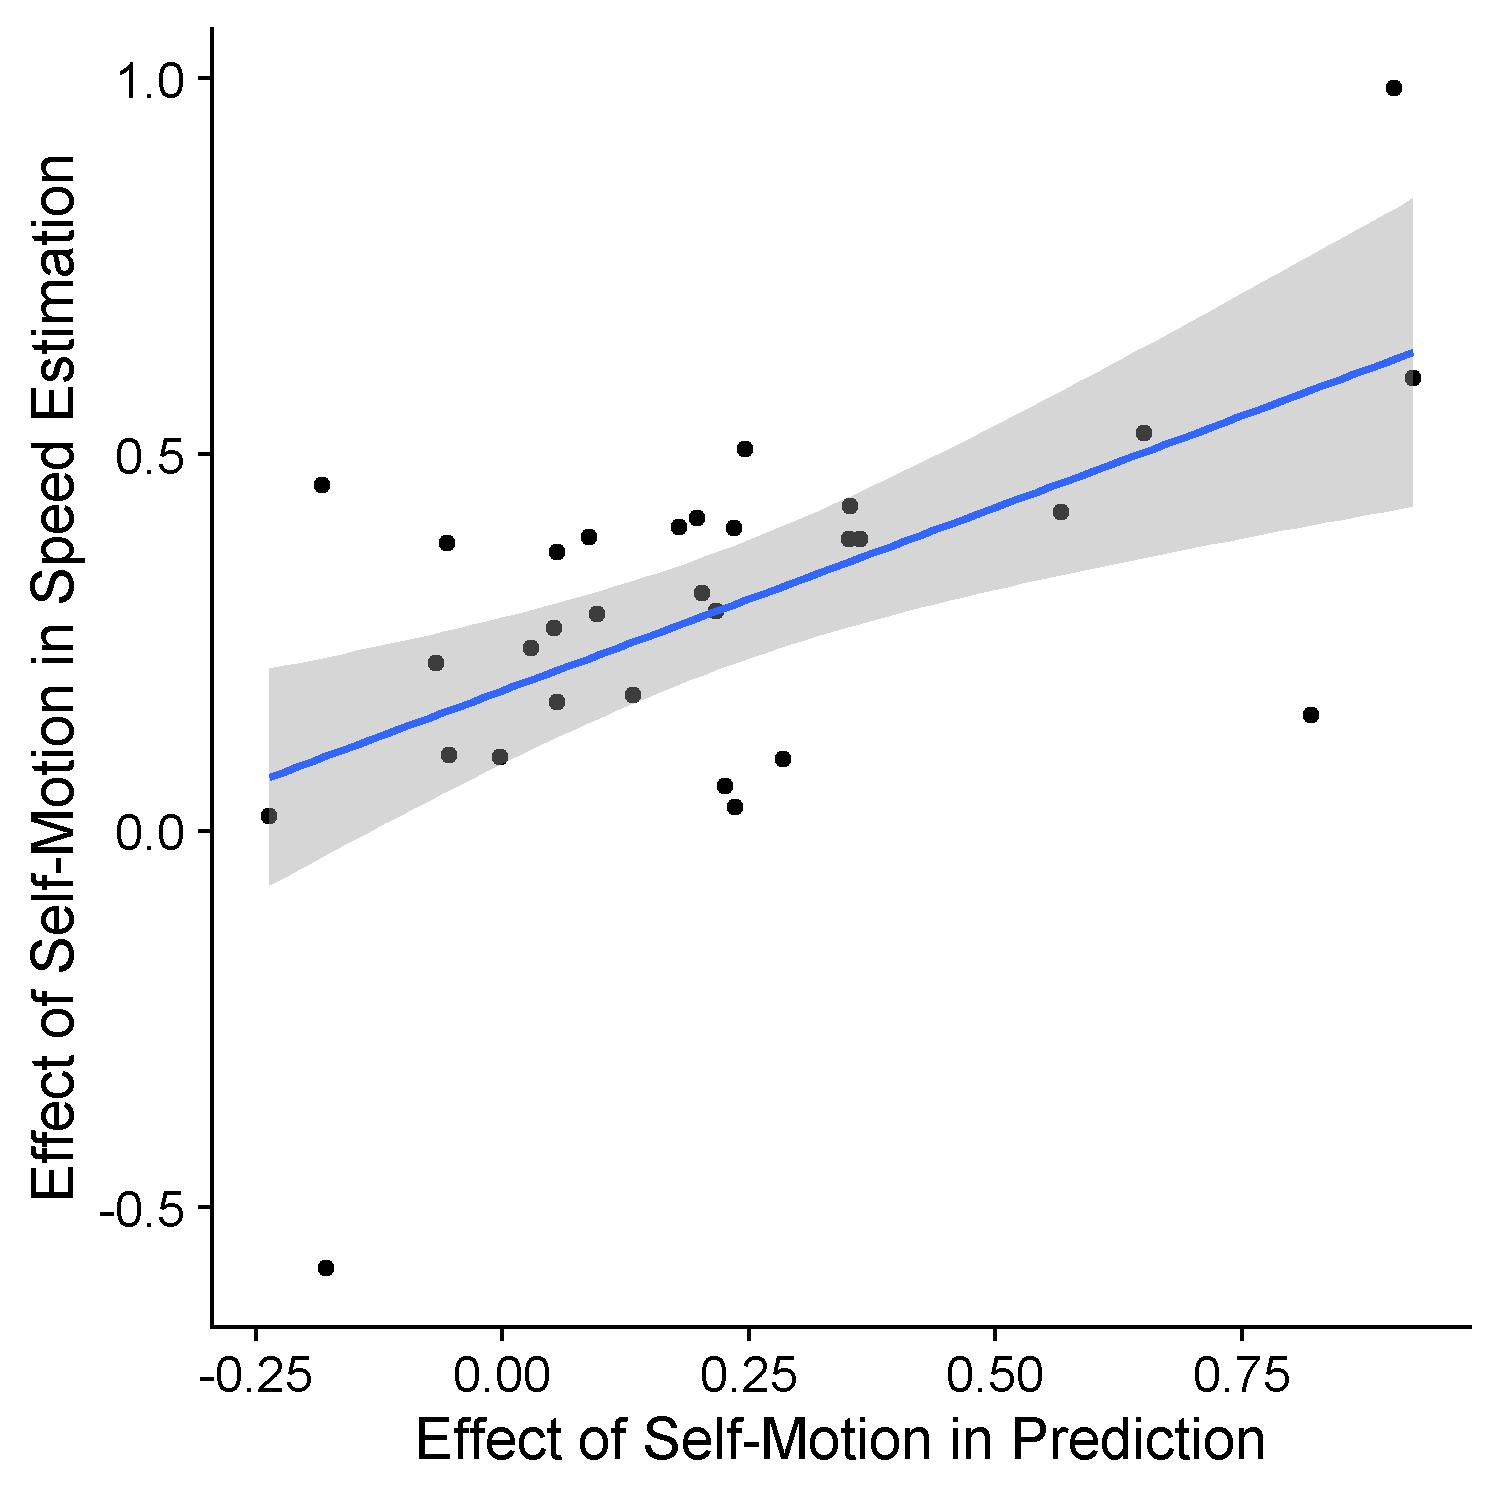 Effect of Self-Motion in Speed Estimation
1.0
0.5
0.0
-0.5
-0.25 0.00 0.25 0.50 0.75
Effect of Self-Motion in Prediction